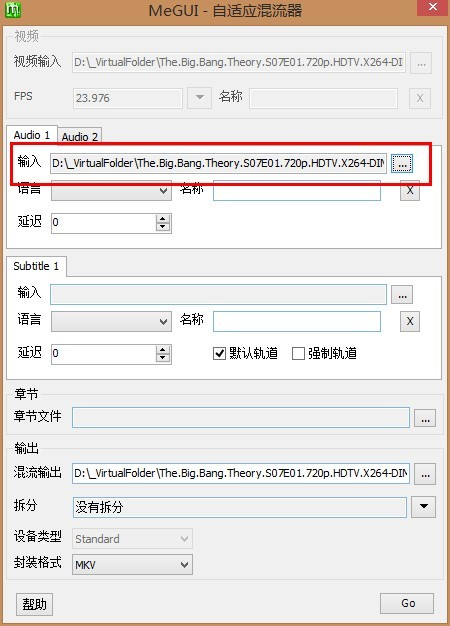 MeGUI - 自适应混流器
视频
视频输入 D:\_VirtualFolder\The.Big.Bang.Theory.S07E01.720p.HDTV.X264-DI ...
FPS 23.976 名称 X
Audio 1 Audio 2
输入 D:\_VirtualFolder\The.Big.Bang.Theory.S07E01.720p.HDTV.X264-DIN ...
语言 名称 X
延迟 0
Subtitle 1
输入 ...
语言 名称 X
延迟 0 默认轨道 强制轨道
章节
章节文件 ...
输出
混流输出 D:\_VirtualFolder\The.Big.Bang.Theory.S07E01.720p.HDTV.X264-DIN ...
拆分 没有拆分
设备类型 Standard
封装格式 MKV
帮助 Go